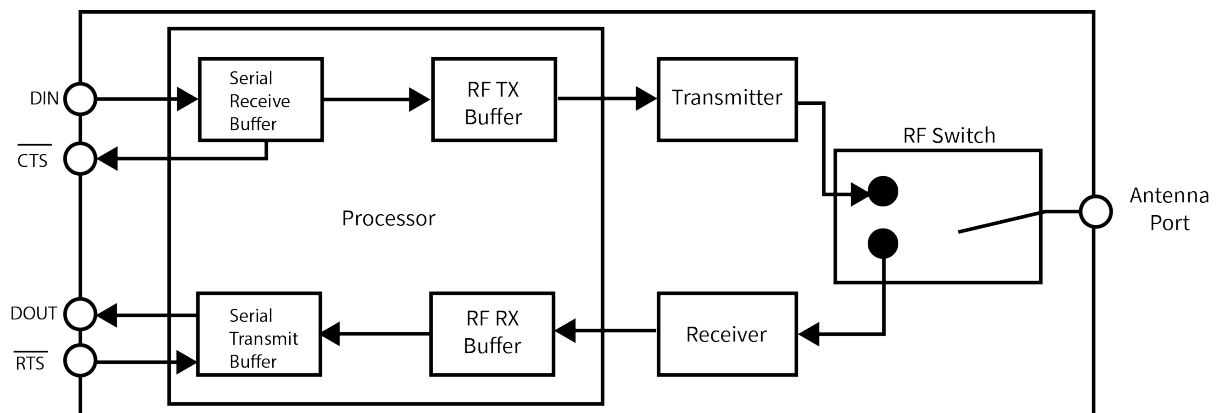 DIN
Serial
Receive
Buffer
RF TX
Buffer
Transmitter
RF Switch
CTS
Processor
Antenna
Port
DOUT
Serial
Transmit
Buffer
RF RX
Buffer
Receiver
RTS